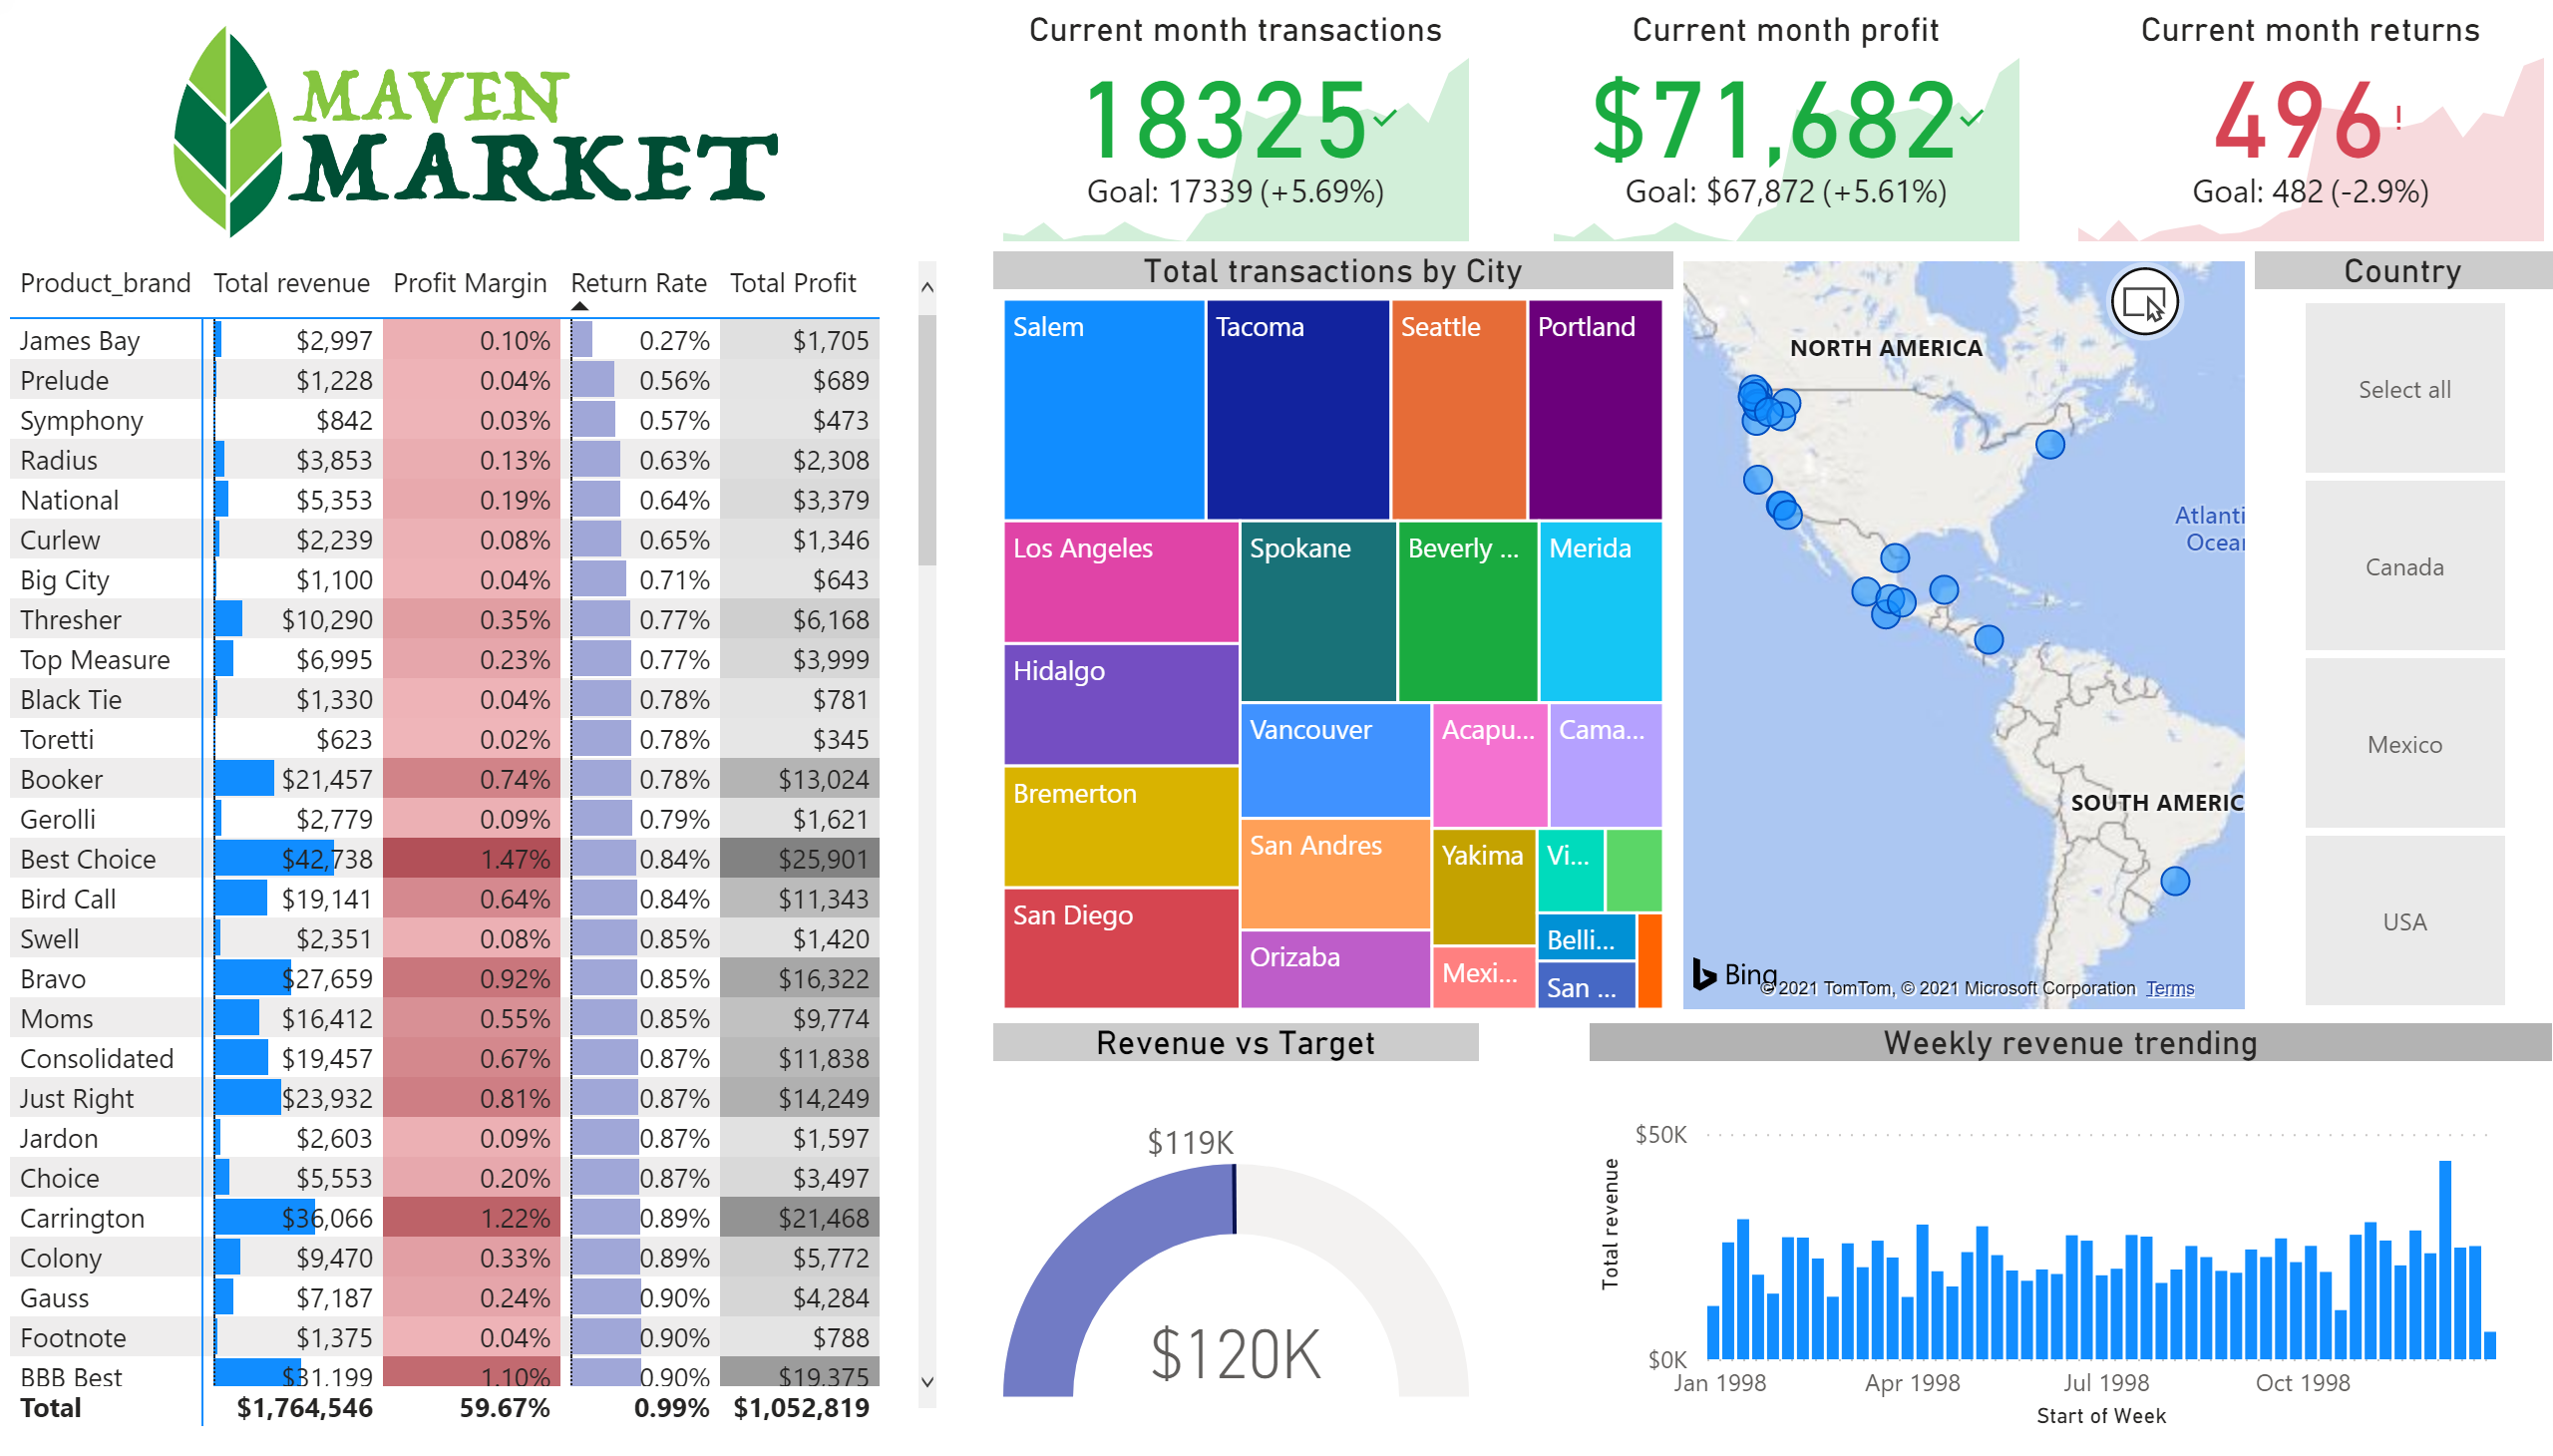 MAVEN
MARKET
Current month transactions
18325
Goal: 17339 (+5.69%)
Current month profit
$71,682
Goal: $67,872 (+5.61%)
Current month returns
496!
Goal: 482 (-2.9%)
Product_brand Total revenue Profit Margin Return Rate Total Profit
James Bay $2,997 0.10% 0.27% $1,705
Prelude $1,228 0.04% 0.56% $689
Symphony $842 0.03% 0.57% $473
Radius $3,853 0.13% 0.63% $2,308
National $5,353 0.19% 0.64% $3,379
Curlew $2,239 0.08% 0.65% $1,346
Big City $1,100 0.04% 0.71% $643
Thresher $10,290 0.35% 0.77% $6,168
Top Measure $6,995 0.23% 0.77% $3,999
Black Tie $1,330 0.04% 0.78% $781
Toretti $623 0.02% 0.78% $345
Booker $21,457 0.74% 0.78% $13,024
Gerolli $2,779 0.09% 0.79% $1,621
Best Choice $42,738 1.47% 0.84% $25,901
Bird Call $19,141 0.64% 0.84% $11,343
Swell $2,351 0.08% 0.85% $1,420
Bravo $27,659 0.92% 0.85% $16,322
Moms $16,412 0.55% 0.85% $9,774
Consolidated $19,457 0.67% 0.87% $11,838
Just Right $23,932 0.81% 0.87% $14,249
Jardon $2,603 0.09% 0.87% $1,597
Choice $5,553 0.20% 0.87% $3,497
Carrington $36,066 1.22% 0.89% $21,468
Colony $9,470 0.33% 0.89% $5,772
Gauss $7,187 0.24% 0.90% $4,284
Footnote $1,375 0.04% 0.90% $788
BBB Best $31,199 1.10% 0.90% $19,375
Total $1,764,546 59.67% 0.99% $1,052,819
Total transactions by City
Salem
Tacoma
Seattle
Portland
Los Angeles
Spokane
Beverly ...
Merida
Hidalgo
Vancouver
Acapu...
Cama...
Bremerton
San Andres
Yakima
Vi...
San Diego
Orizaba
Mexi...
Belli...
San ...
NORTH AMERICA
Atlanti
Ocea
SOUTH AMERIC
Bing
© 2021 TomTom, © 2021 Microsoft Corporation Terms
Country
Select all
Canada
Mexico
USA
Revenue vs Target
$119K
$120K
Weekly revenue trending
Total revenue
$50K
$0K
Jan 1998 Apr 1998 Jul 1998 Oct 1998
Start of Week